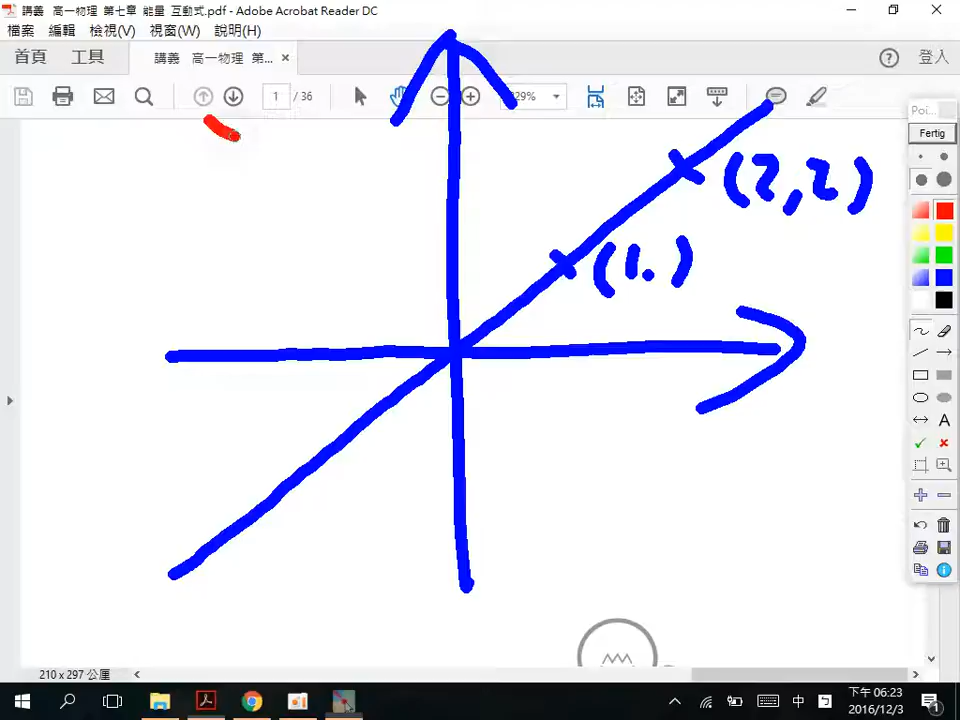 講義 高一物理 第七章 能量 互動式.pdf - Adobe Acrobat Reader DC
檔案 編輯 檢視(V) 視窗(W) 說明(H)
首頁 工具 講義 高一物理 第... × ? 登入
1 / 36 329%
Poi...
Fertig
(2,2)
(1.)
A
210 x 297 公厘
中
下午 06:23
2016/12/3
1